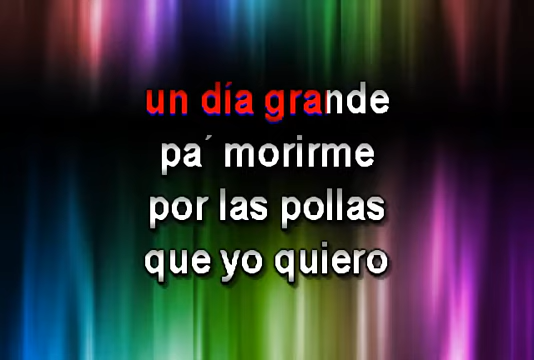 un día grande
pa´ morirme
por las pollas
que yo quiero